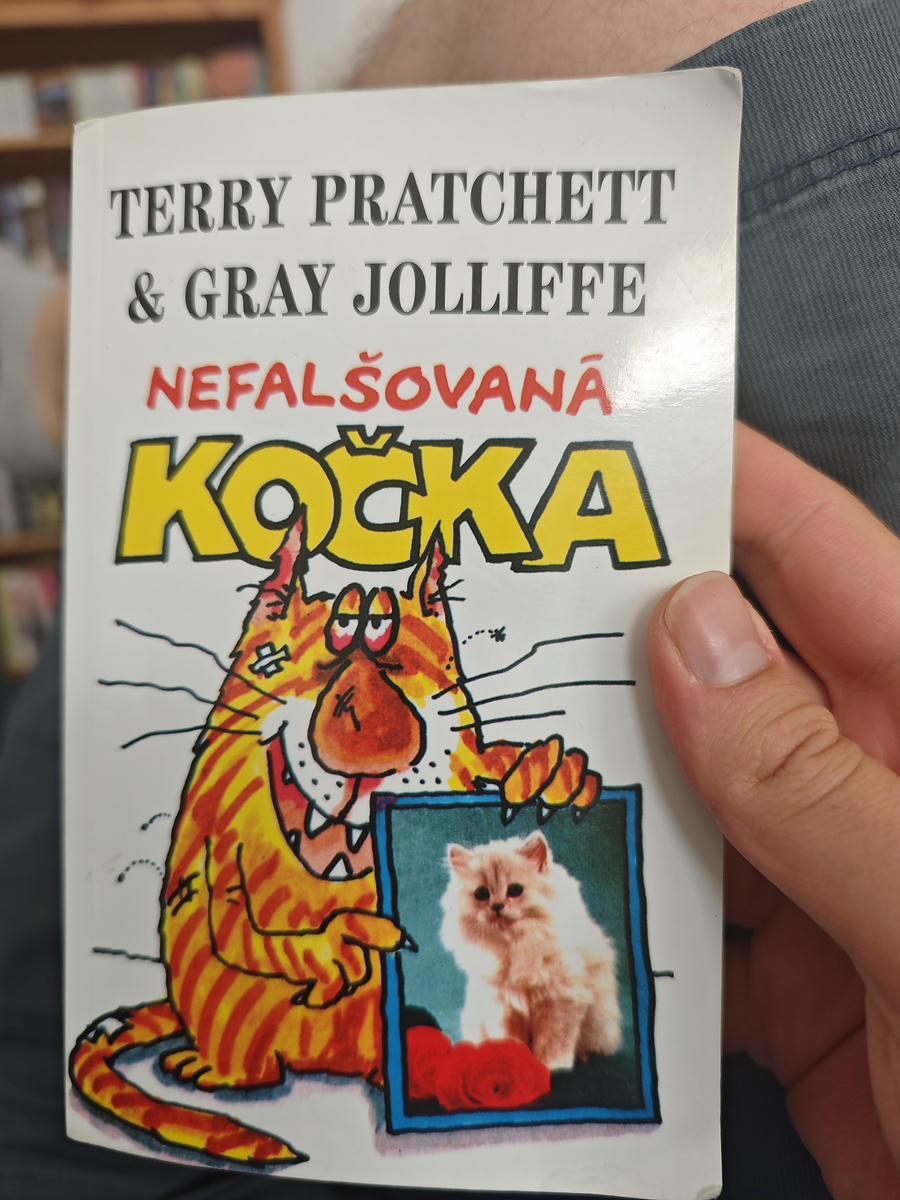 TERRY PRATCHETT
& GRAY JOLLIFFE
NEFALŠOVANÁ
KOČKA